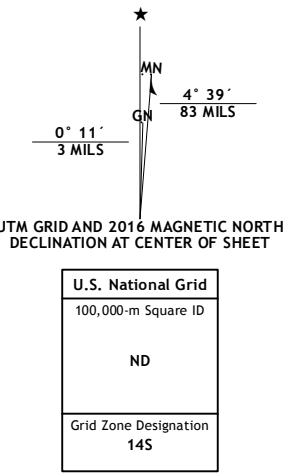 MN
4° 39´
83 MILS
GN
0° 11´
3 MILS
UTM GRID AND 2016 MAGNETIC NORTH
DECLINATION AT CENTER OF SHEET
U.S. National Grid
100,000-m Square ID
ND
Grid Zone Designation
14S